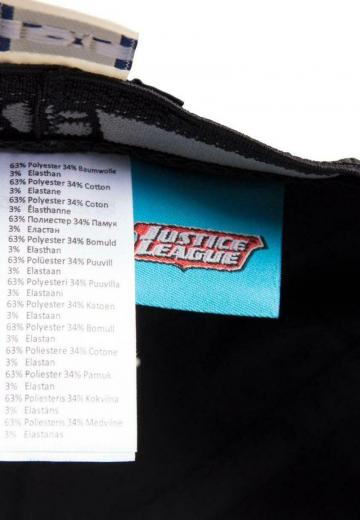 63% Polyester 34% Baumwolle
3% Elasthan
63% Polyester 34% Cotton
3% Elastane
63% Polyester 34% Coton
3% Élasthanne
63% Полиестер 34% Памук
3% Еластан
63% Polyester 34% Bomuld
3% Elasthan
63% Polüester 34% Puuvill
3% Elastaan
63% Polyesteri 34% Puuvilla
3% Elastaani
63% Polyester 34% Katoen
3% Elastaan
63% Polyester 34% Bomull
3% Elastan
63% Poliestere 34% Cotone
3% Elastan
63% Polyester 34% Pamuk
3% Elastan
63% Poliesteris 34% Kokvilna
3% Elastāns
63% Poliesteris 34% Medvilnė
3% Elastanas
JUSTICE
LEAGUE